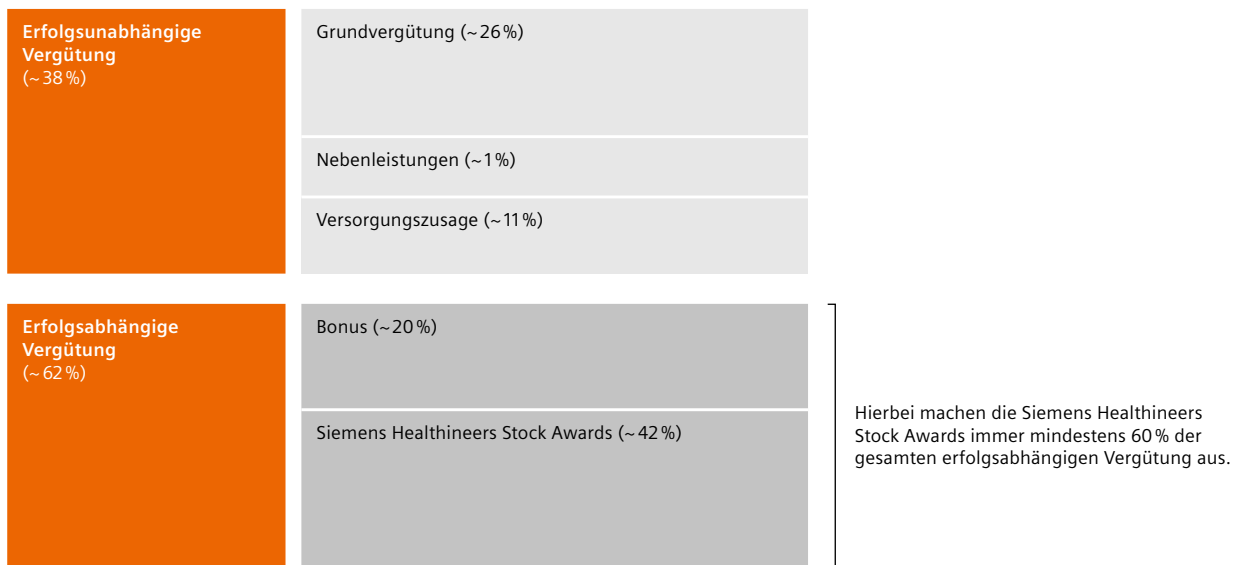 Erfolgsunabhängige
Vergütung
(~38 %)
Grundvergütung (~26 %)
Nebenleistungen (~1 %)
Versorgungszusage (~11 %)
Erfolgsabhängige
Vergütung
(~62 %)
Bonus (~20 %)
Siemens Healthineers Stock Awards (~42 %)
Hierbei machen die Siemens Healthineers
Stock Awards immer mindestens 60 % der
gesamten erfolgsabhängigen Vergütung aus.